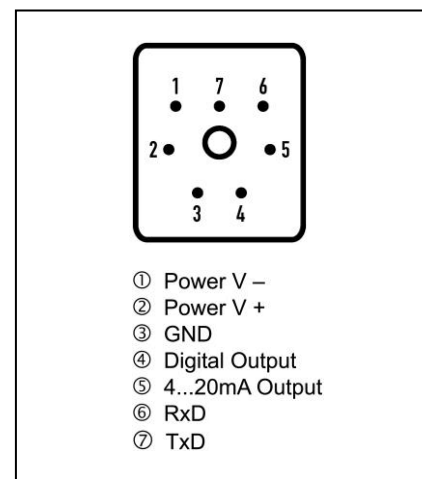 1 7 6
2 5
3 4
① Power V –
② Power V +
③ GND
④ Digital Output
⑤ 4...20mA Output
⑥ RxD
⑦ TxD